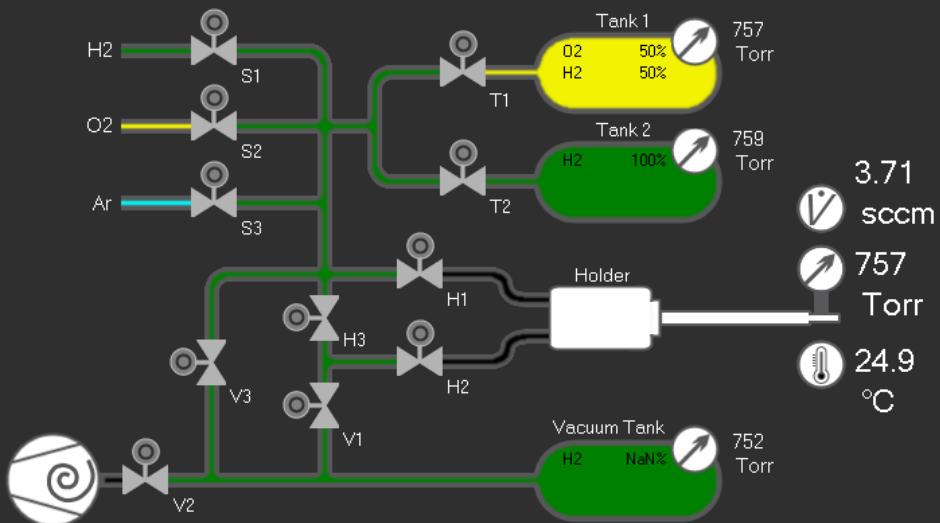 Tank 1
757
Torr
H2
S1
O2 50%
H2 50%
T1
O2
S2
Tank 2
759
Torr
H2 100%
T2
Ar
S3
3.71
sccm
Holder
H1
757
Torr
H3
H2
V3
24.9
°C
V1
Vacuum Tank
752
Torr
H2 NaN%
V2